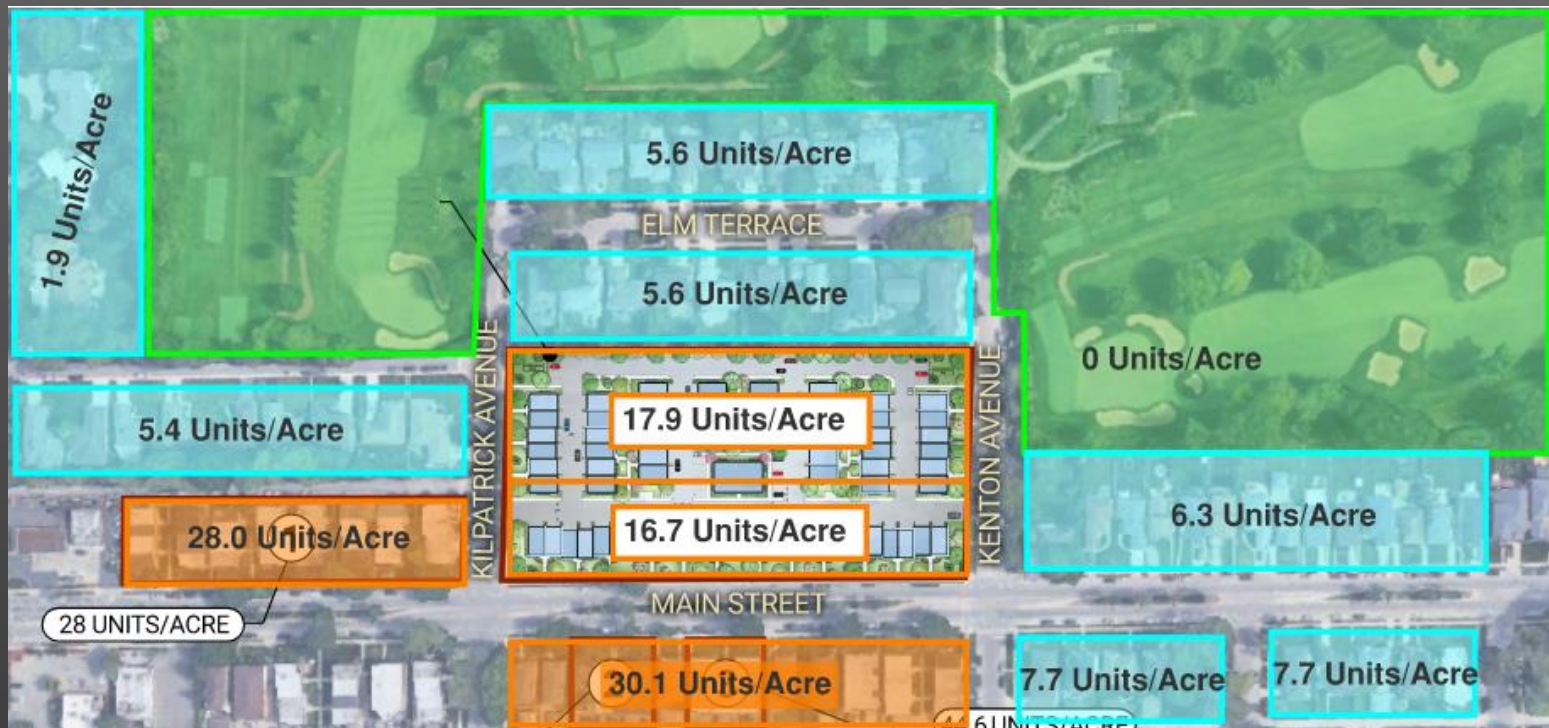 1.9 Units/Acre
5.6 Units/Acre
ELM TERRACE
5.6 Units/Acre
KILPATRICK AVENUE
KENTON AVENUE
0 Units/Acre
5.4 Units/Acre
17.9 Units/Acre
28.0 Units/Acre
16.7 Units/Acre
6.3 Units/Acre
28 UNITS/ACRE
MAIN STREET
30.1 Units/Acre
7.7 Units/Acre
7.7 Units/Acre